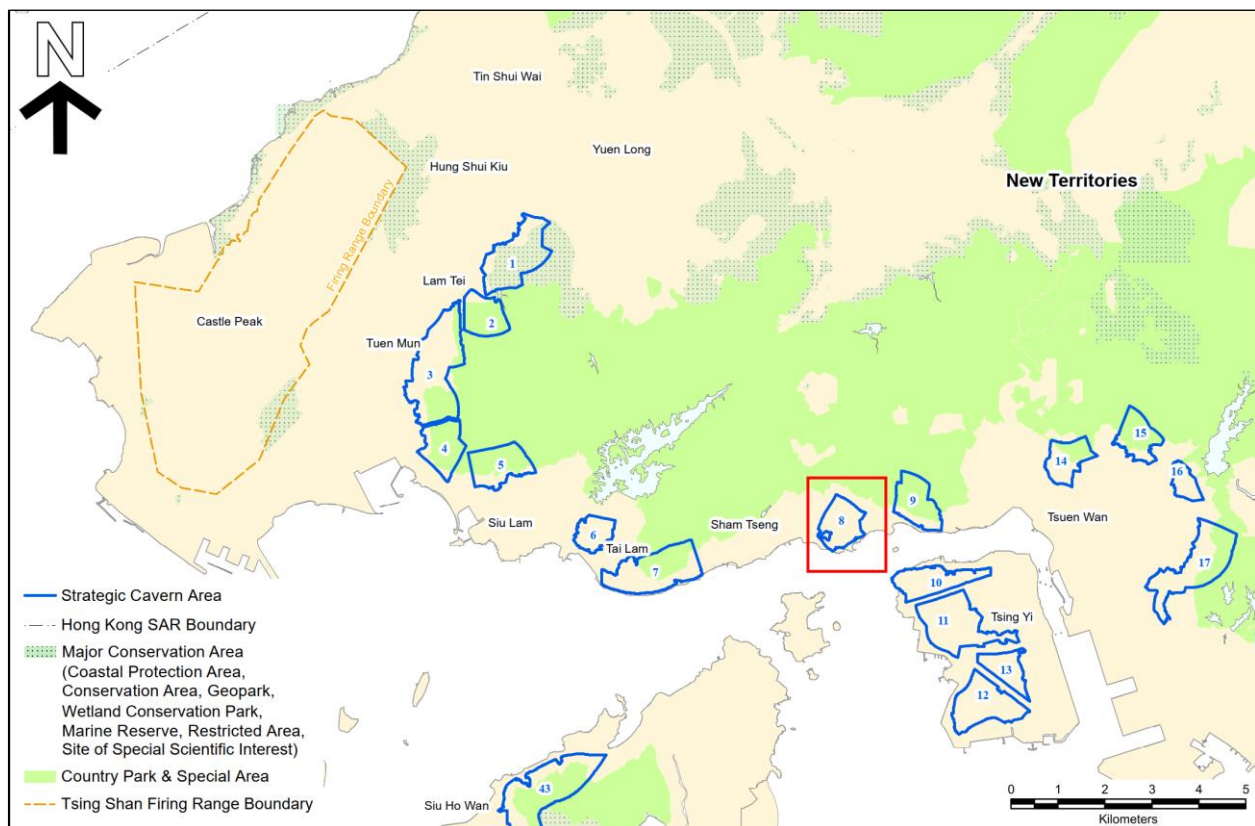 N
Tin Shui Wai
Yuen Long
Hung Shui Kiu
New Territories
Firing Range Boundary
1
Lam Tei
2
Castle Peak
Tuen Mun
3
4
5
15
14
16
9
Siu Lam
6
Sham Tseng
8
Tsuen Wan
Tai Lam
7
17
10
11
Tsing Yi
13
12
Strategic Cavern Area
Hong Kong SAR Boundary
Major Conservation Area
(Coastal Protection Area,
Conservation Area, Geopark,
Wetland Conservation Park,
Marine Reserve, Restricted Area,
Site of Special Scientific Interest)
Country Park & Special Area
Tsing Shan Firing Range Boundary
43
Siu Ho Wan
0 1 2 3 4 5
Kilometers